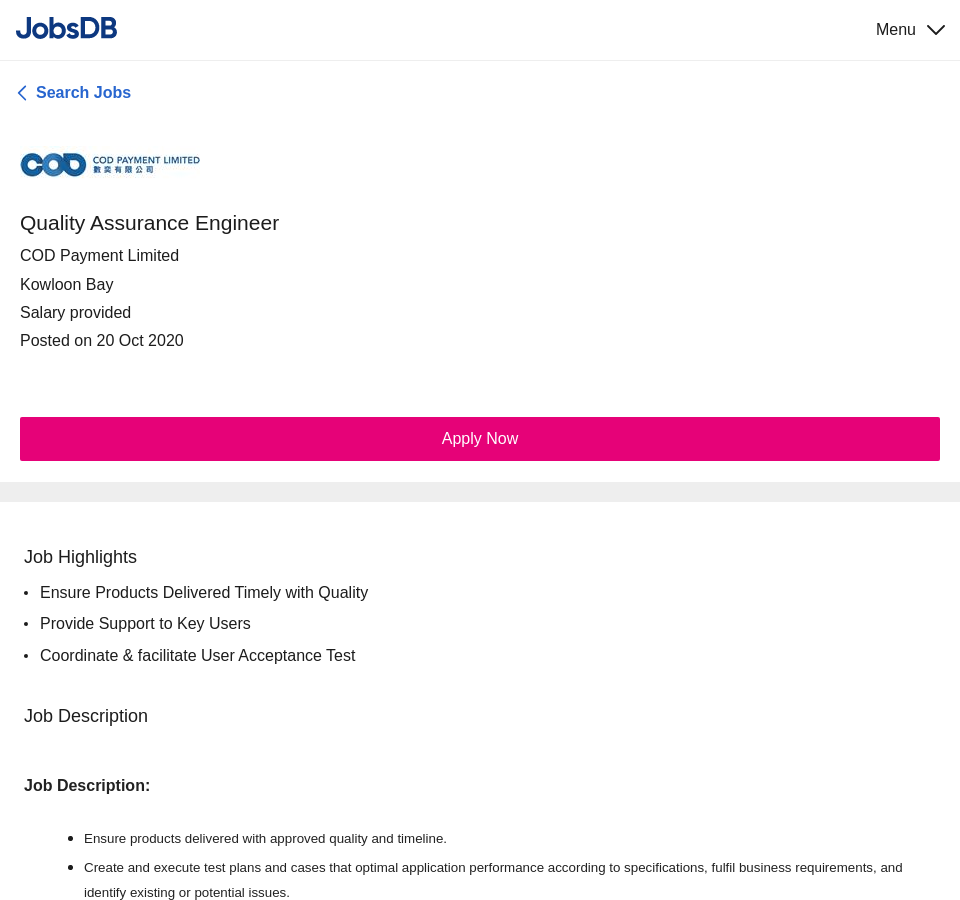 JobsDB
Menu
Search Jobs
COD COD PAYMENT LIMITED
數奕有限公司
Quality Assurance Engineer
COD Payment Limited
Kowloon Bay
Salary provided
Posted on 20 Oct 2020
Apply Now
Job Highlights
• Ensure Products Delivered Timely with Quality
• Provide Support to Key Users
• Coordinate & facilitate User Acceptance Test
Job Description
Job Description:
• Ensure products delivered with approved quality and timeline.
• Create and execute test plans and cases that optimal application performance according to specifications, fulfil business requirements, and
identify existing or potential issues.